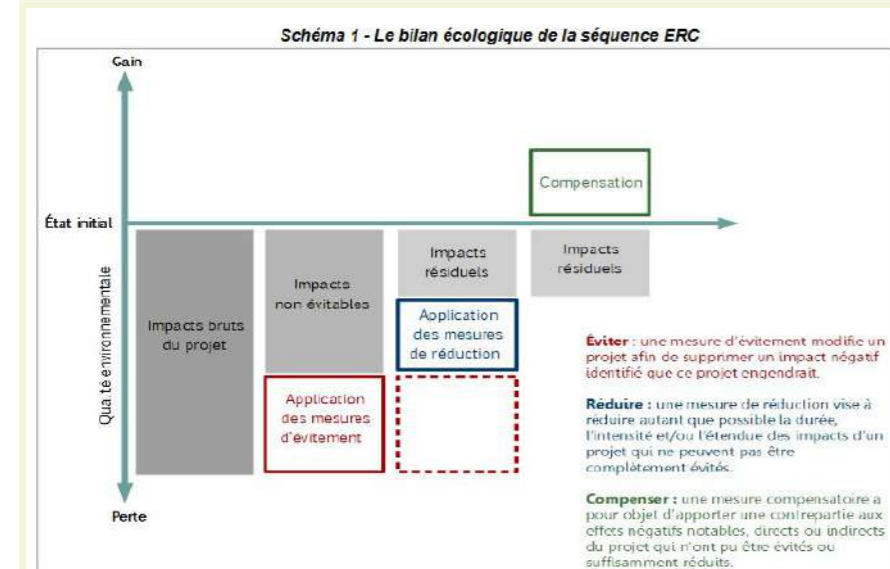 Schéma 1 - Le bilan écologique de la séquence ERC
Gain
Compensation
État initial
Qualité environnementale
Impacts bruts
du projet
Impacts
non évitables
Application
des mesures
d'évitement
Impacts
résiduels
Application
des mesures
de réduction
Impacts
résiduels
Perte
Éviter : une mesure d'évitement modifie un
projet afin de supprimer un impact négatif
identifié que ce projet engendrait.
Réduire : une mesure de réduction vise à
réduire autant que possible la durée,
l'intensité et/ou l'étendue des impacts d'un
projet qui ne peuvent pas être
complètement évités.
Compenser : une mesure compensatoire a
pour objet d'apporter une contrepartie aux
effets négatifs notables, directs ou indirects
du projet qui n'ont pu être évités ou
suffisamment réduits.